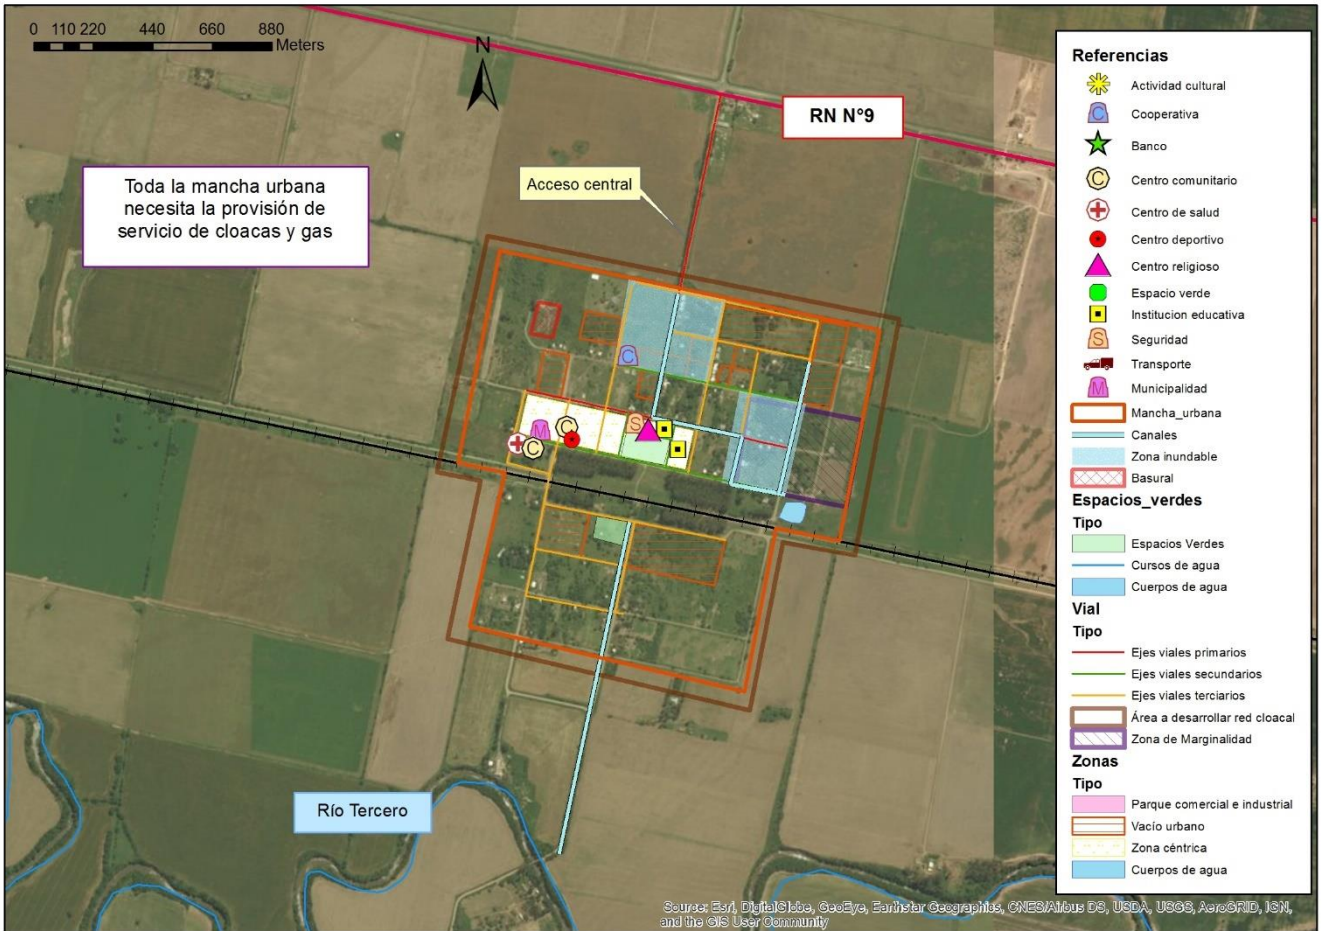 0 110 220 440 660 880
Meters
N
RN N°9
Acceso central
Toda la mancha urbana
necesita la provisión de
servicio de cloacas y gas
C
S
M
C
C
Río Tercero
Referencias
Actividad cultural
C Cooperativa
Banco
C Centro comunitario
Centro de salud
Centro deportivo
Centro religioso
Espacio verde
Institucion educativa
S Seguridad
Transporte
M Municipalidad
Mancha_urbana
Canales
Zona inundable
Basural
Espacios_verdes
Tipo
Espacios Verdes
Cursos de agua
Cuerpos de agua
Vial
Tipo
Ejes viales primarios
Ejes viales secundarios
Ejes viales terciarios
Área a desarrollar red cloacal
Zona de Marginalidad
Zonas
Tipo
Parque comercial e industrial
Vacío urbano
Zona céntrica
Cuerpos de agua
Source: Esri, DigitalGlobe, GeoEye, Earthstar Geographics, CNES/Airbus DS, USDA, USGS, AeroGRID, IGN,
and the GIS User Community